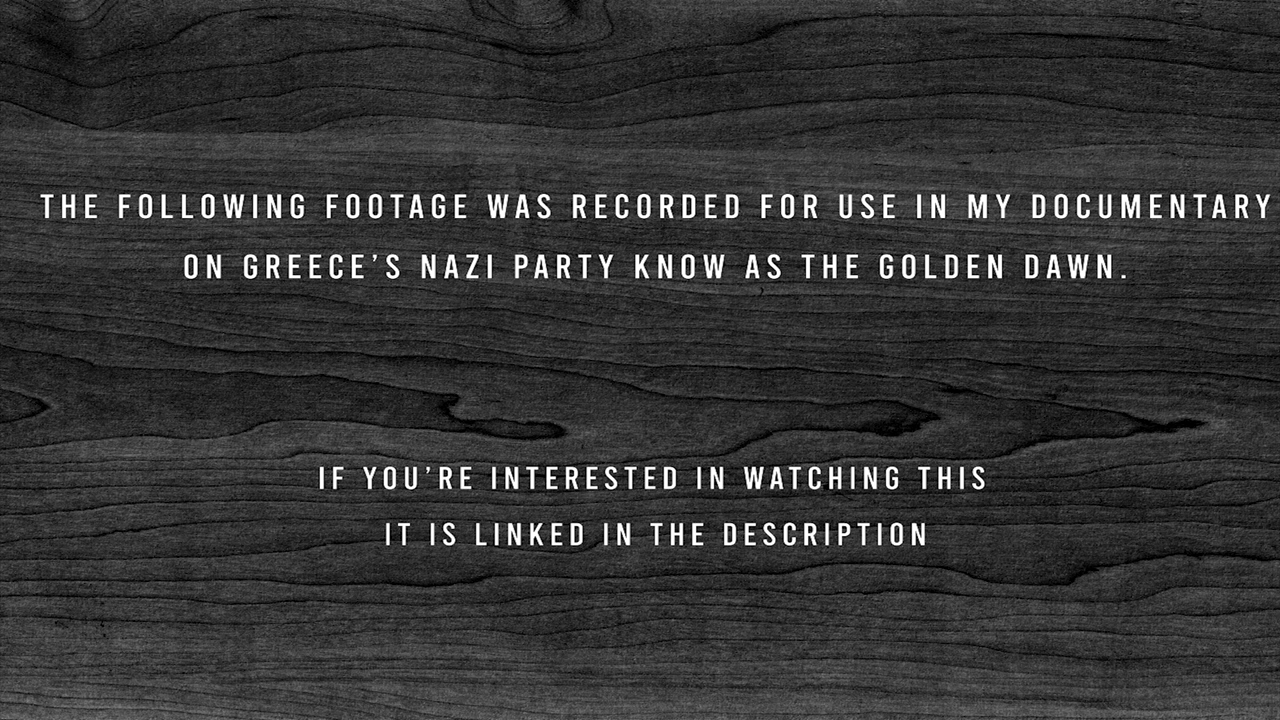 THE FOLLOWING FOOTAGE WAS RECORDED FOR USE IN MY DOCUMENTARY
ON GREECE'S NAZI PARTY KNOW AS THE GOLDEN DAWN.
IF YOU'RE INTERESTED IN WATCHING THIS
IT IS LINKED IN THE DESCRIPTION